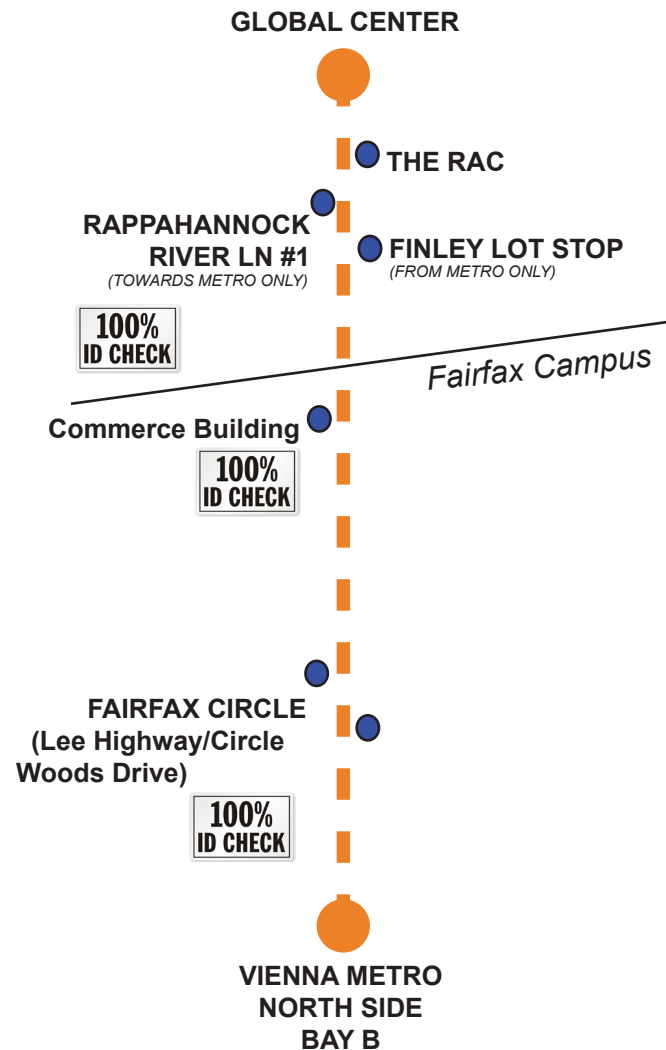 GLOBAL CENTER
THE RAC
RAPPAHANNOCK
RIVER LN #1
(TOWARDS METRO ONLY)
FINLEY LOT STOP
(FROM METRO ONLY)
100%
ID CHECK
Fairfax Campus
Commerce Building
100%
ID CHECK
FAIRFAX CIRCLE
(Lee Highway/Circle
Woods Drive)
100%
ID CHECK
VIENNA METRO
NORTH SIDE
BAY B